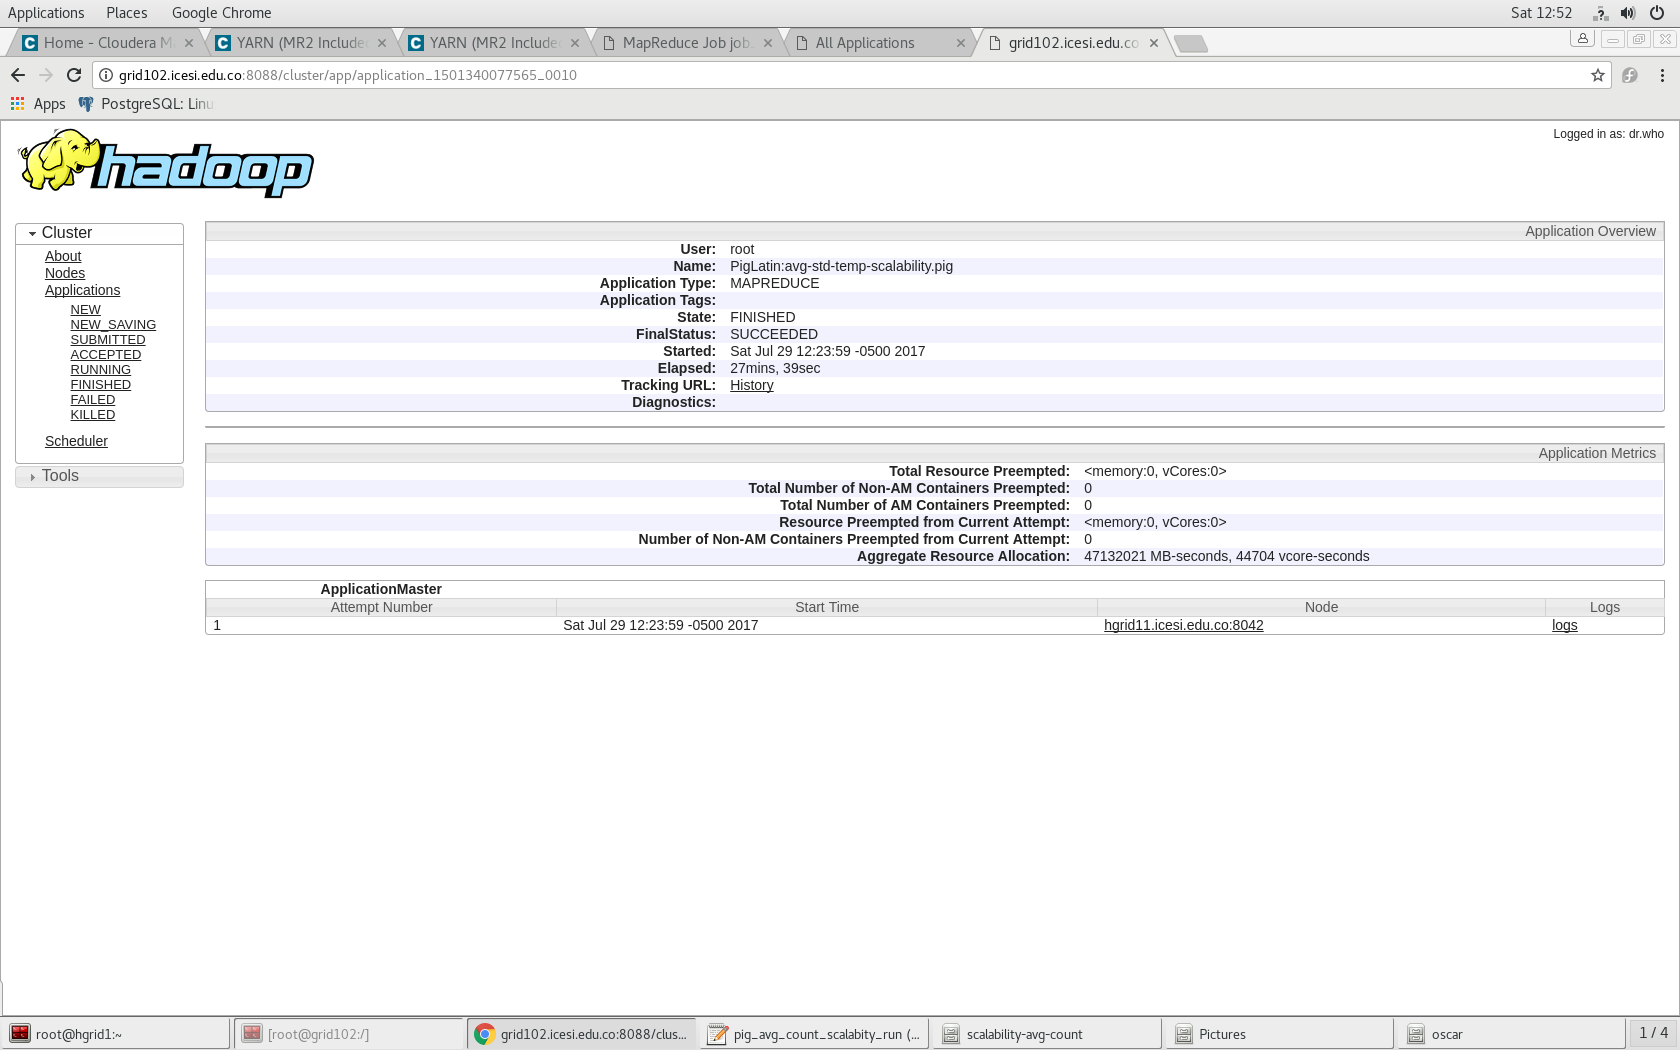 Applications Places Google Chrome Sat 12:52
Home - Cloudera M YARN (MR2 Include YARN (MR2 Include MapReduce Job job All Applications grid102.icesi.edu.co
grid102.icesi.edu.co:8088/cluster/app/application_1501340077565_0010
Apps PostgreSQL: Linu
Logged in as: dr.who
hadoop
Cluster
About
Nodes
Applications
NEW
NEW_SAVING
SUBMITTED
ACCEPTED
RUNNING
FINISHED
FAILED
KILLED
Scheduler
Tools
Application Overview
User: root
Name: PigLatin:avg-std-temp-scalability.pig
Application Type: MAPREDUCE
Application Tags:
State: FINISHED
FinalStatus: SUCCEEDED
Started: Sat Jul 29 12:23:59 -0500 2017
Elapsed: 27mins, 39sec
Tracking URL: History
Diagnostics:
Application Metrics
Total Resource Preempted: <memory:0, vCores:0>
Total Number of Non-AM Containers Preempted: 0
Total Number of AM Containers Preempted: 0
Resource Preempted from Current Attempt: <memory:0, vCores:0>
Number of Non-AM Containers Preempted from Current Attempt: 0
Aggregate Resource Allocation: 47132021 MB-seconds, 44704 vcore-seconds
ApplicationMaster
Attempt Number Start Time Node Logs
1 Sat Jul 29 12:23:59 -0500 2017 hgrid11.icesi.edu.co:8042 logs
root@hgrid1:~ [root@grid102:/] grid102.icesi.edu.co:8088/clus... pig_avg_count_scalabity_run (... scalability-avg-count Pictures oscar 1 / 4